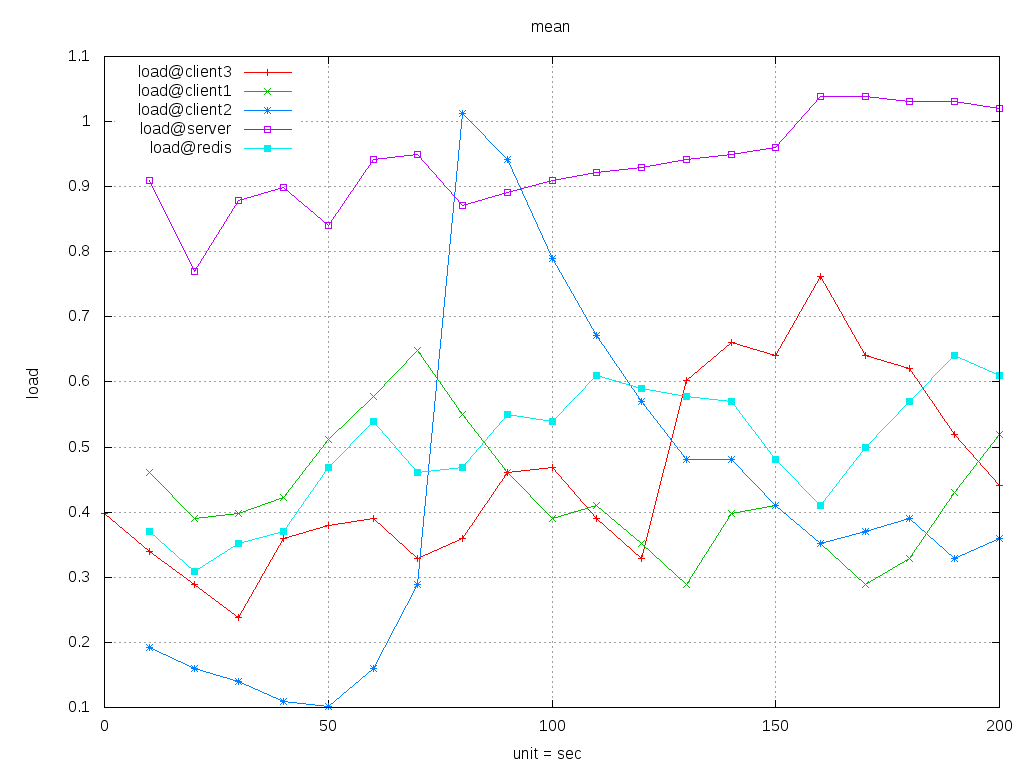 mean
load@client3
load@client1
load@client2
load@server
load@redis
1.1
1
0.9
0.8
0.7
0.6
0.5
0.4
0.3
0.2
0.1
load
0 50 100 150 200
unit = sec